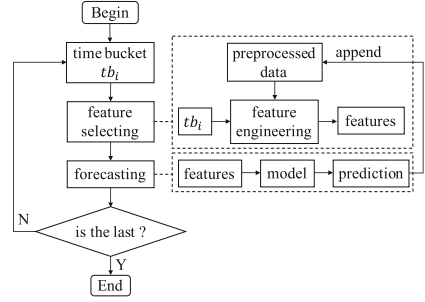 Begin
time bucket
tb_i
preprocessed
data
append
feature
selecting
tb_i
feature
engineering
features
forecasting
features
model
prediction
N
is the last ?
Y
End